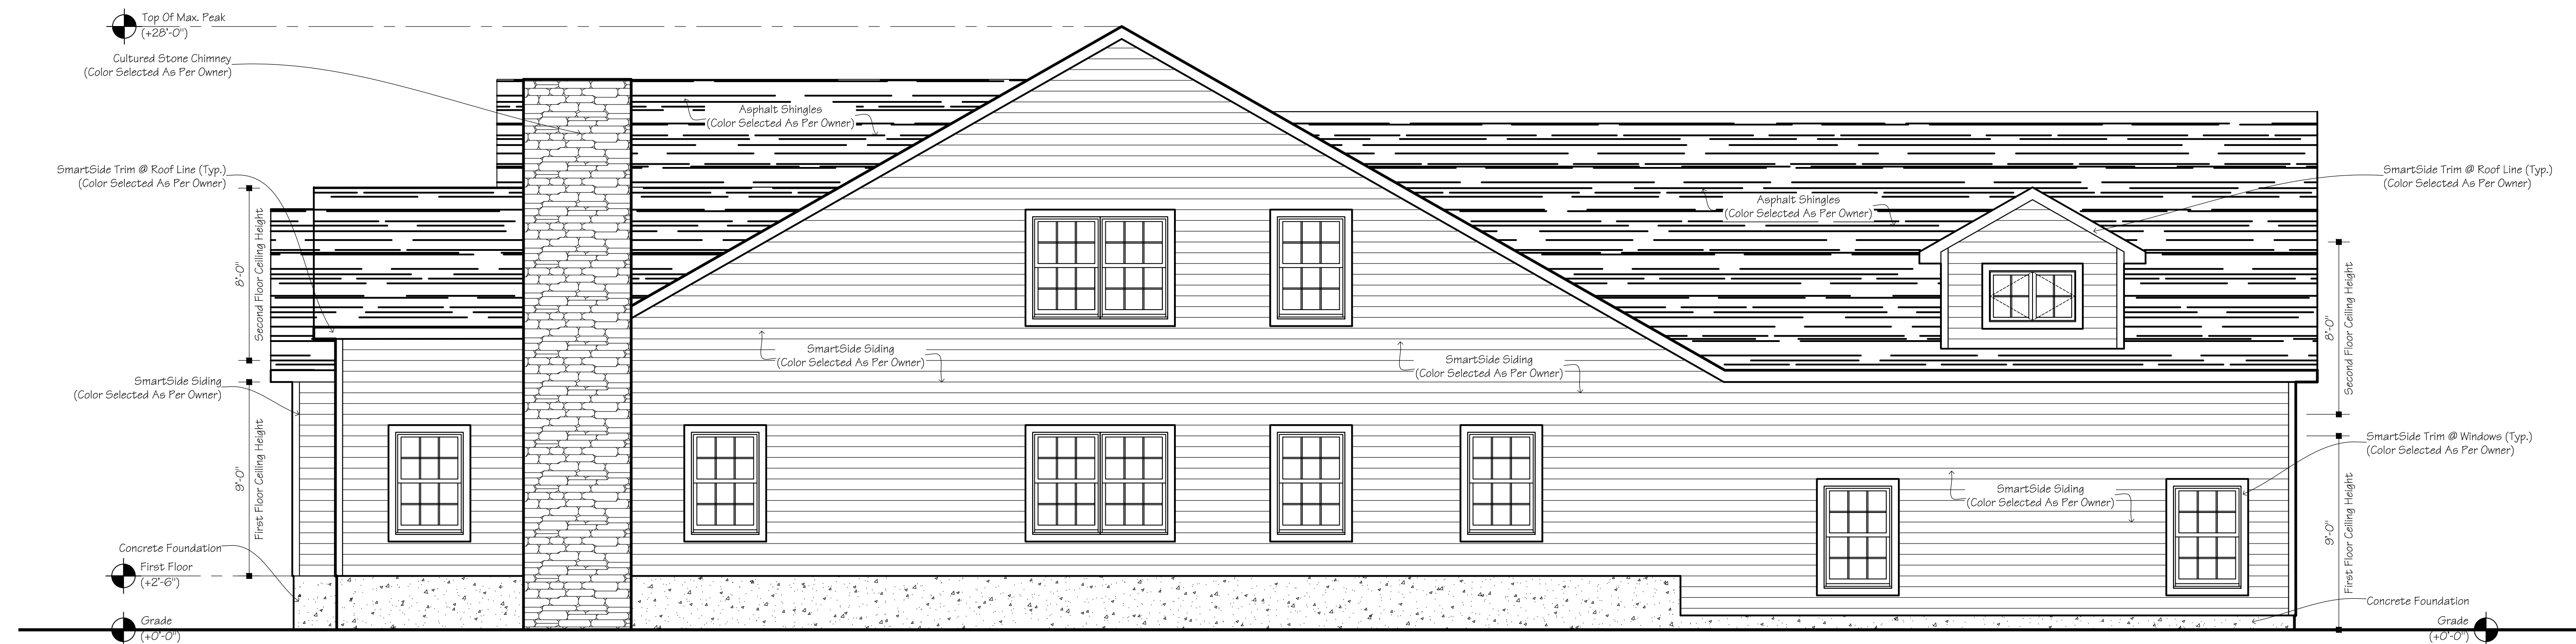 Top Of Max. Peak
(+28'-0")
Cultured Stone Chimney
(Color Selected As Per Owner)
Asphalt Shingles
(Color Selected As Per Owner)
SmartSide Trim @ Roof Line (Typ.)
(Color Selected As Per Owner)
SmartSide Trim @ Roof Line (Typ.)
(Color Selected As Per Owner)
Asphalt Shingles
(Color Selected As Per Owner)
8'-0"
Second Floor Ceiling Height
8'-0"
Second Floor Ceiling Height
SmartSide Siding
(Color Selected As Per Owner)
SmartSide Siding
(Color Selected As Per Owner)
SmartSide Siding
(Color Selected As Per Owner)
9'-0"
First Floor Ceiling Height
SmartSide Trim @ Windows (Typ.)
(Color Selected As Per Owner)
SmartSide Siding
(Color Selected As Per Owner)
9'-0"
First Floor Ceiling Height
Concrete Foundation
First Floor
(+2'-6")
Concrete Foundation
Grade
(+0'-0")
Grade
(+0'-0")